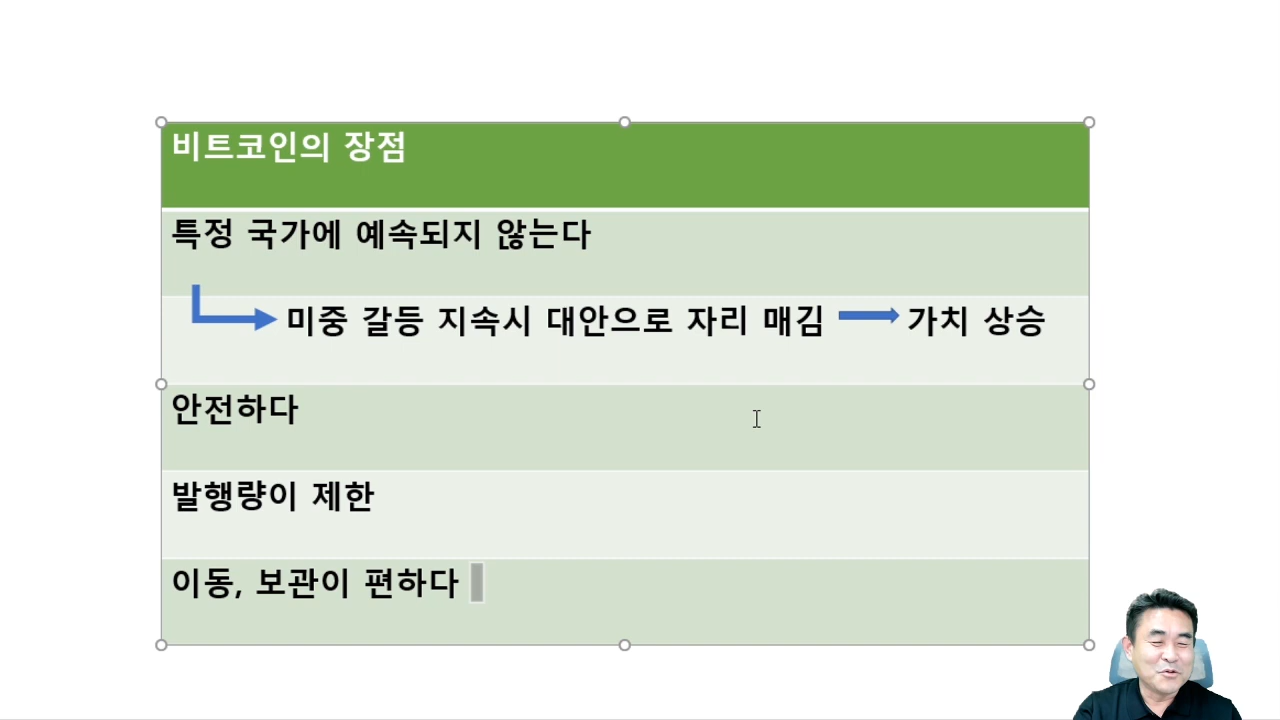 비트코인의 장점
특정 국가에 예속되지 않는다
미중 갈등 지속시 대안으로 자리 매김 가치 상승
안전하다
발행량이 제한
이동, 보관이 편하다